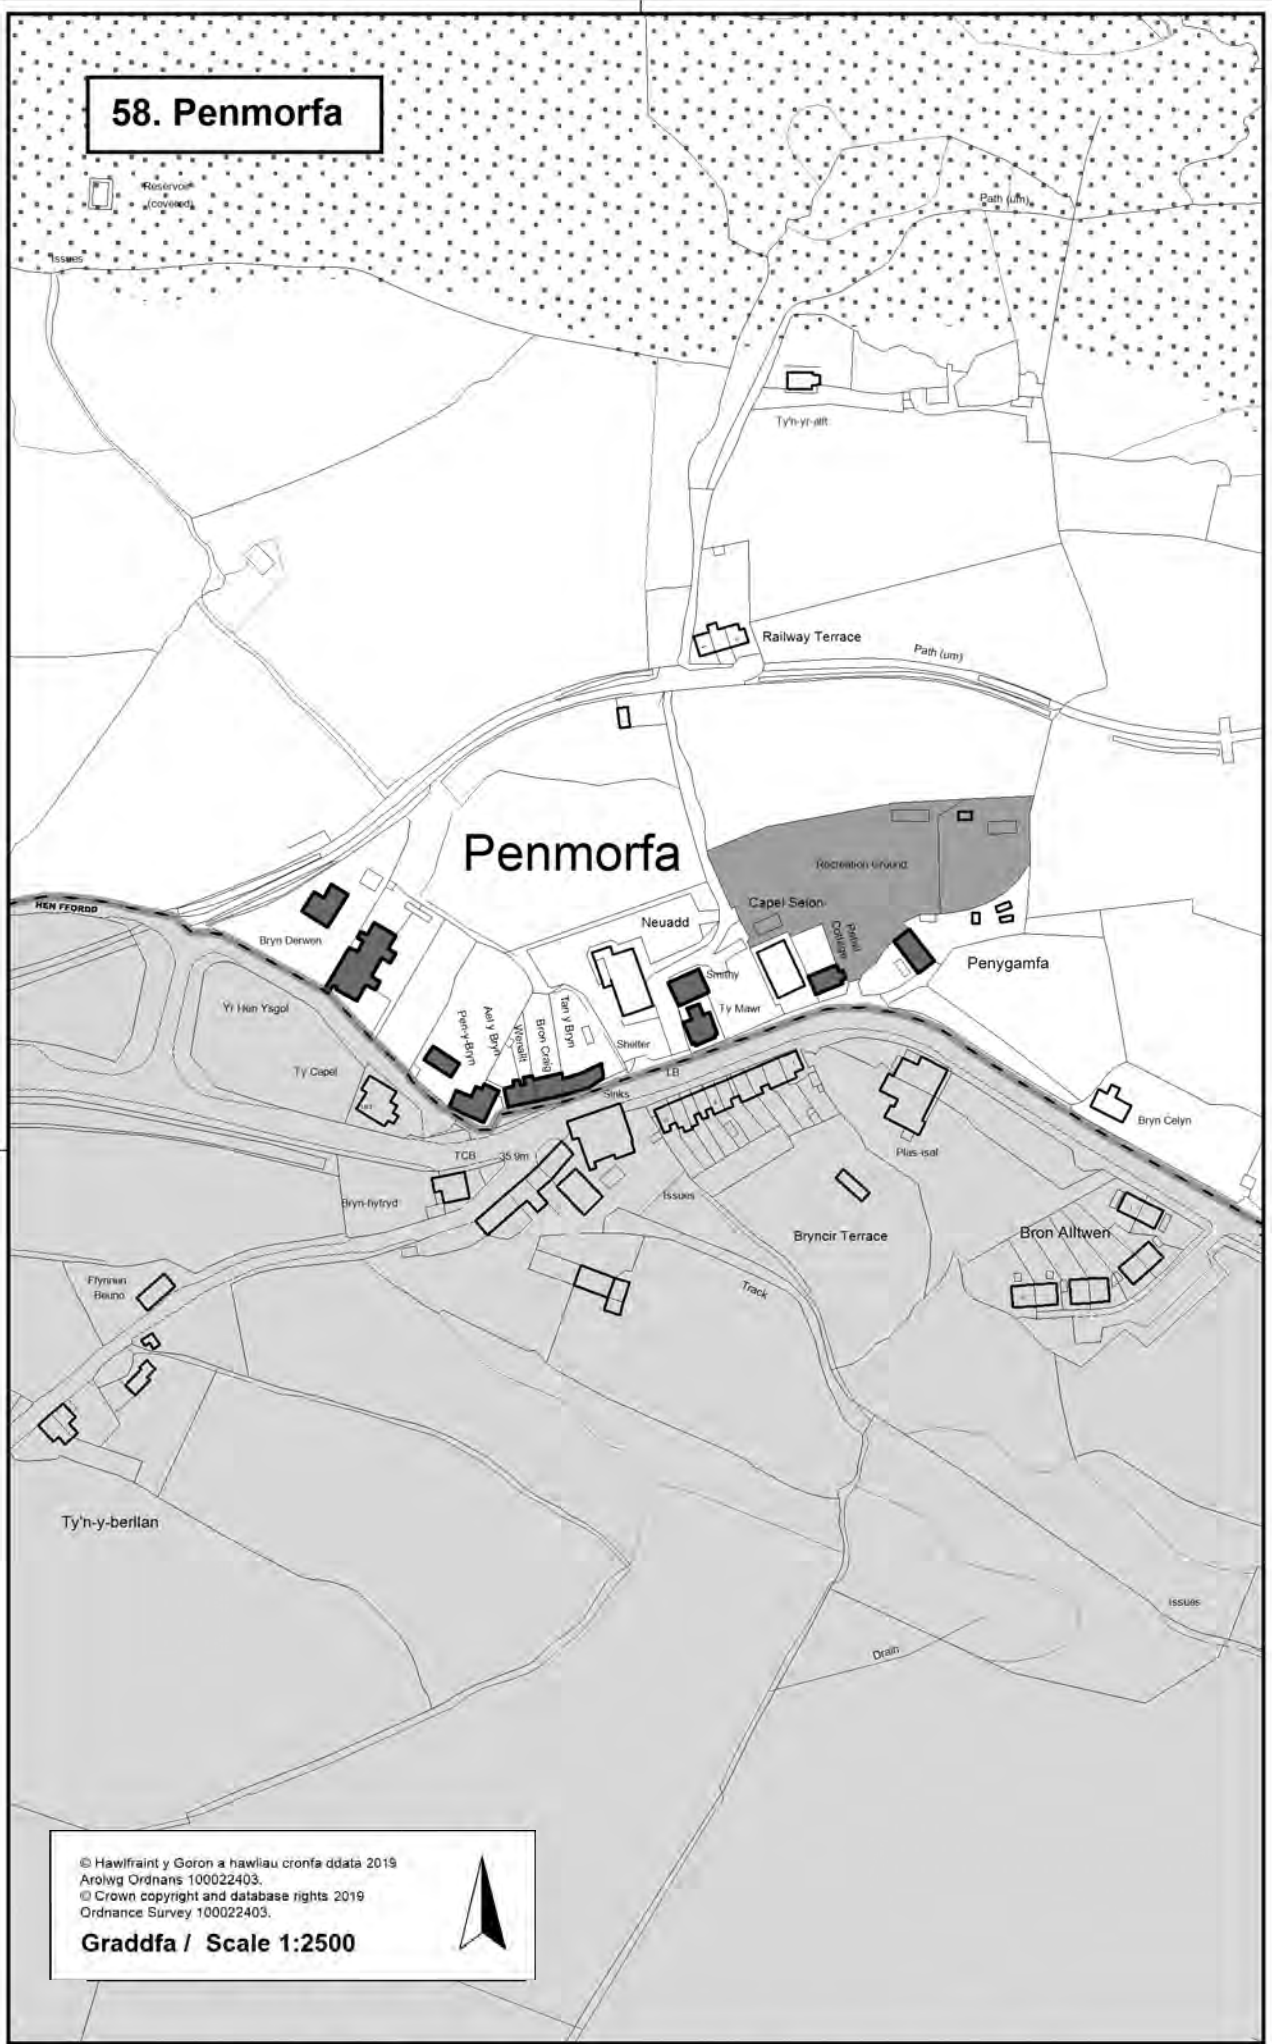 58. Penmorfa
Reservoir
(covered)
Issues
Path (um)
Ty'n-yr-allt
Railway Terrace
Path (um)
Penmorfa
Recreation Ground
HEN FFORDD
Capel Seion
Neuadd
Cottage
Bryn Derwen
Penygamfa
Smithy
Yr Hen Ysgol
Ty Mawr
Pen-y-Bryn
Ael y Bryn
Wenallt
Bron Craig
Tan y Bryn
Shelter
Ty Capel
LB
Sinks
Bryn Celyn
TCB
35.9m
Plas-isaf
Bryn-hyfryd
Issues
Bryncir Terrace
Bron Alltwen
Ffynnon
Beuno
Track
Ty'n-y-berllan
Issues
Drain
© Hawlfraint y Goron a hawliau cronfa ddata 2019
Arolwg Ordnans 100022403.
© Crown copyright and database rights 2019
Ordnance Survey 100022403.
Graddfa / Scale 1:2500